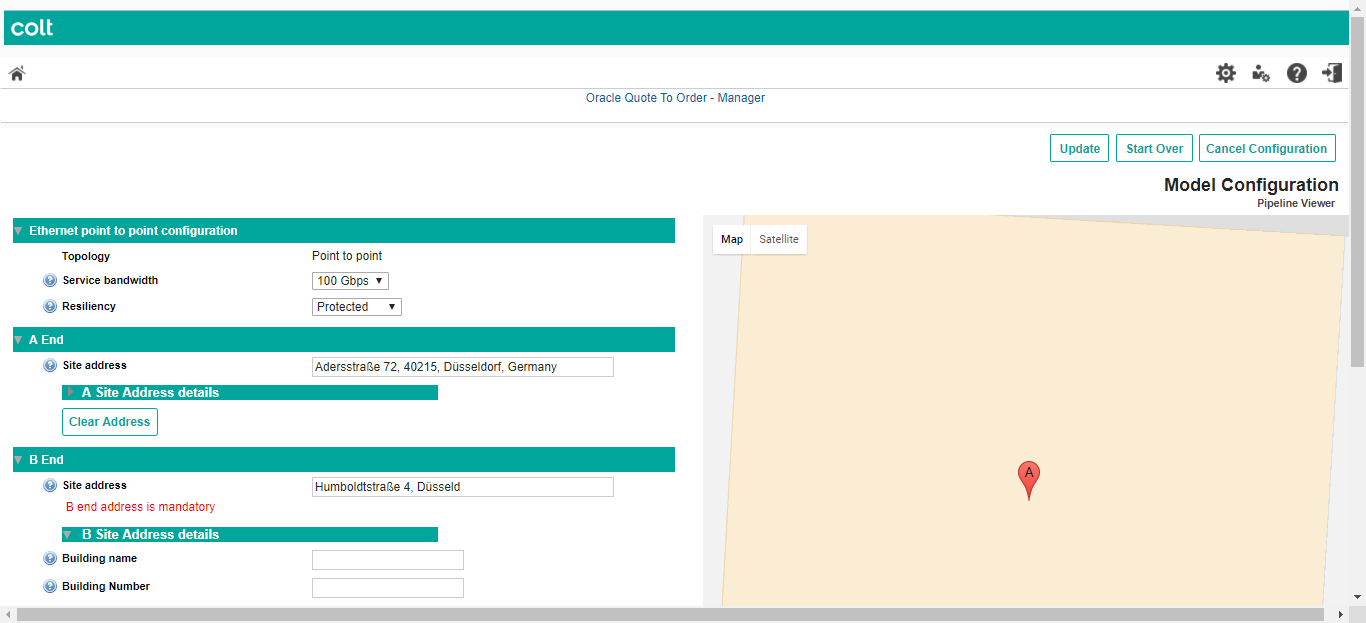 colt
Oracle Quote To Order - Manager
Update Start Over Cancel Configuration
Model Configuration
Pipeline Viewer
Ethernet point to point configuration
Topology Point to point
Service bandwidth 100 Gbps
Resiliency Protected
A End
Site address Adersstraße 72, 40215, Düsseldorf, Germany
A Site Address details
Clear Address
B End
Site address Humboldtstraße 4, Düsseld
B end address is mandatory
B Site Address details
Building name
Building Number
Map Satellite
A